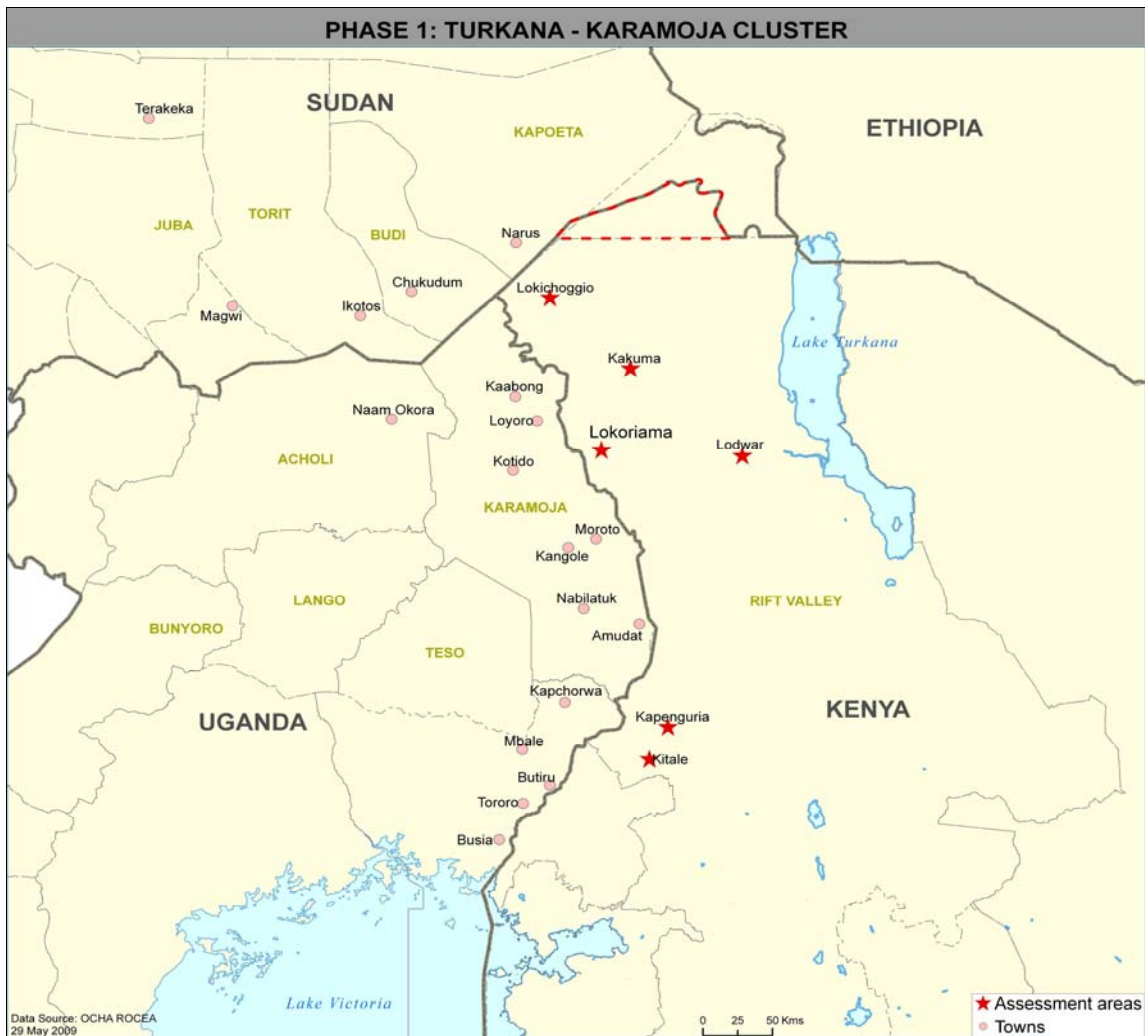 PHASE 1: TURKANA - KARAMOJA CLUSTER
Terakeka
SUDAN
ETHIOPIA
KAPOETA
JUBA
TORIT
BUDI
Narus
Chukudum
Lokichoggio
Magwi
Ikotos
Lake Turkana
Kakuma
Kaabong
Naam Okora
Loyoro
Lokoriama
Lodwar
ACHOLI
Kotido
KARAMOJA
Moroto
Kangole
LANGO
Nabilatuk
RIFT VALLEY
BUNYORO
Amudat
TESO
Kapchorwa
UGANDA
Kapenguria
KENYA
Mbale
Kitale
Butiru
Tororo
Busia
Lake Victoria
Data Source: OCHA ROCEA
29 May 2009
0 25 50 Kms
Assessment areas
Towns